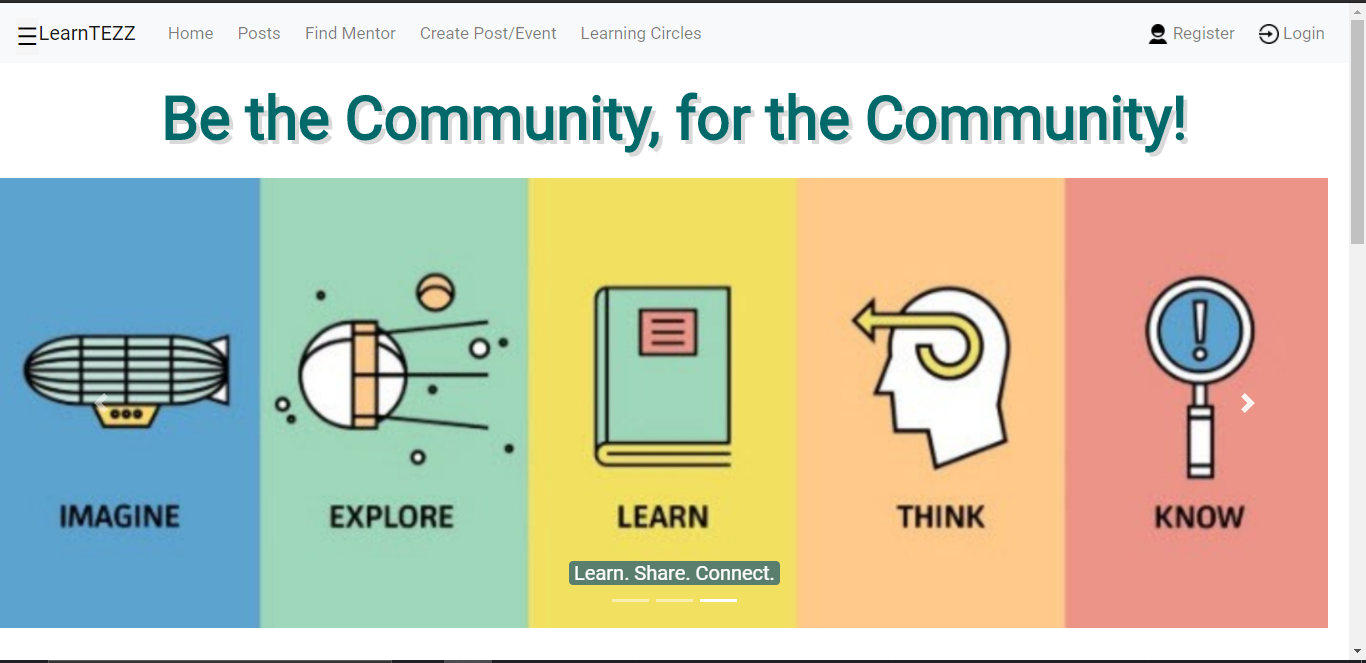 LearnTEZZ Home Posts Find Mentor Create Post/Event Learning Circles Register Login
Be the Community, for the Community!
IMAGINE EXPLORE LEARN THINK KNOW
Learn. Share. Connect.